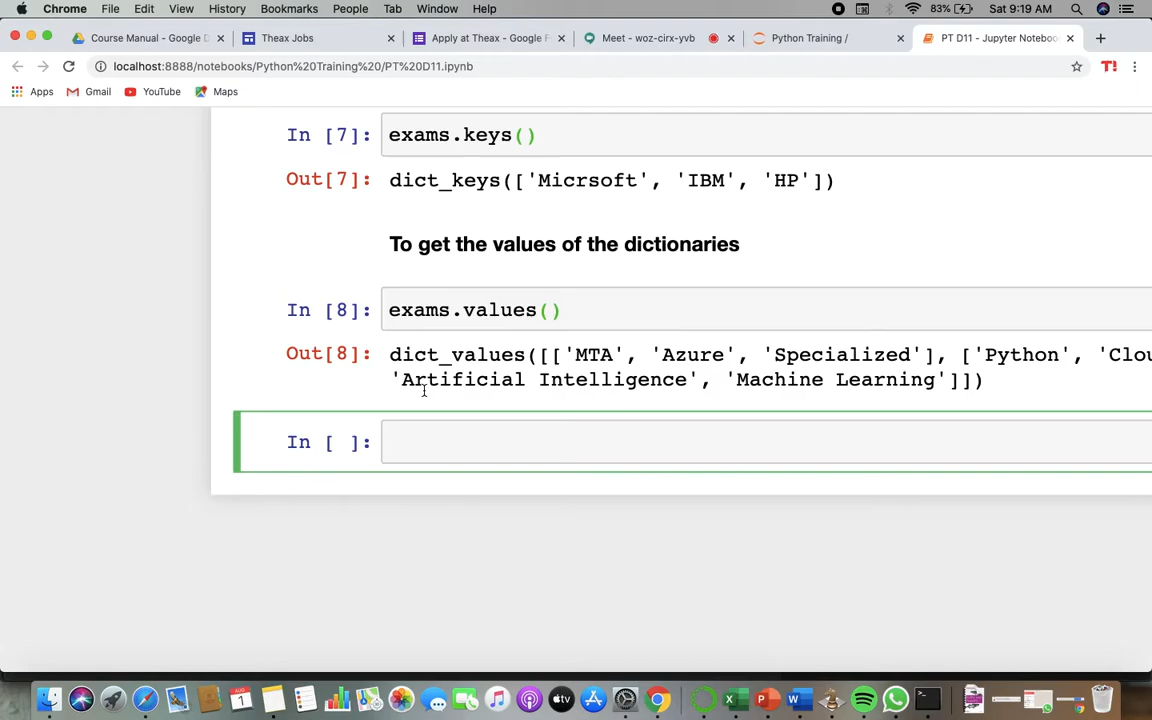 Chrome File Edit View History Bookmarks People Tab Window Help 83% Sat 9:19 AM
Course Manual - Google D Theax Jobs Apply at Theax - Google F Meet - woz-cirx-yvb Python Training / PT D11 - Jupyter Noteboo
localhost:8888/notebooks/Python%20Training%20/PT%20D11.ipynb T!
Apps Gmail YouTube Maps
In [7]: exams.keys()
Out[7]: dict_keys(['Micrsoft', 'IBM', 'HP'])
To get the values of the dictionaries
In [8]: exams.values()
Out[8]: dict_values([['MTA', 'Azure', 'Specialized'], ['Python', 'Clou
'Artificial Intelligence', 'Machine Learning']])
In [ ]:
AUG
1
tv